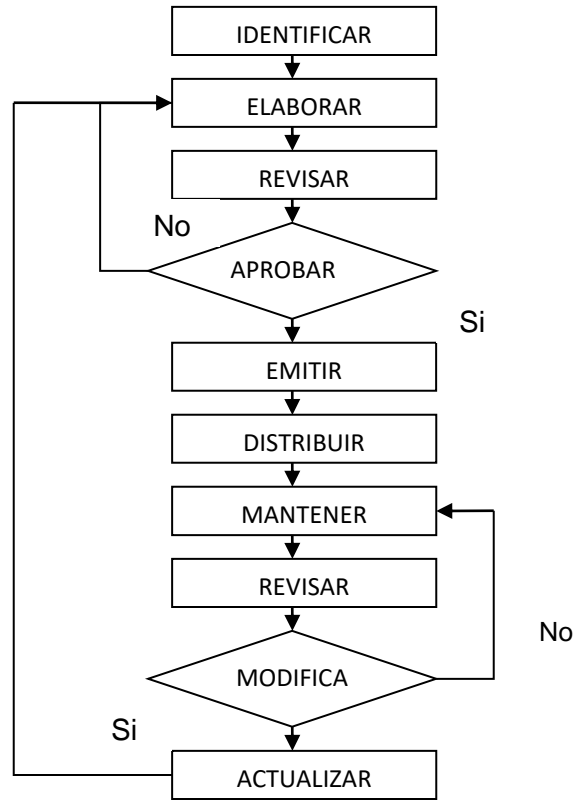 IDENTIFICAR
ELABORAR
REVISAR
No
APROBAR
Si
EMITIR
DISTRIBUIR
MANTENER
REVISAR
No
MODIFICA
Si
ACTUALIZAR